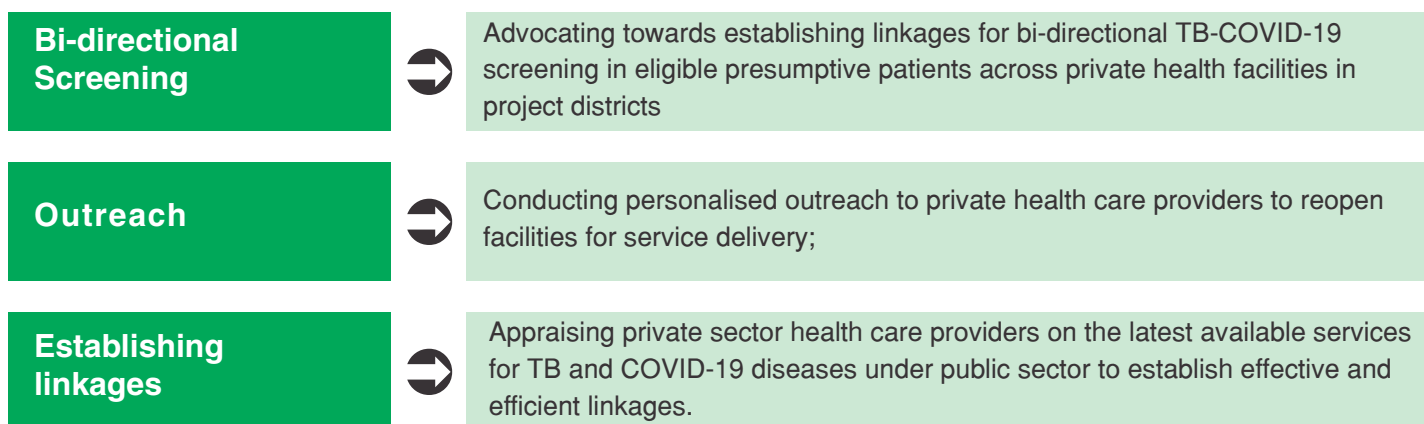 Bi-directional
Screening
Advocating towards establishing linkages for bi-directional TB-COVID-19
screening in eligible presumptive patients across private health facilities in
project districts
Outreach
Conducting personalised outreach to private health care providers to reopen
facilities for service delivery;
Establishing
linkages
Appraising private sector health care providers on the latest available services
for TB and COVID-19 diseases under public sector to establish effective and
efficient linkages.